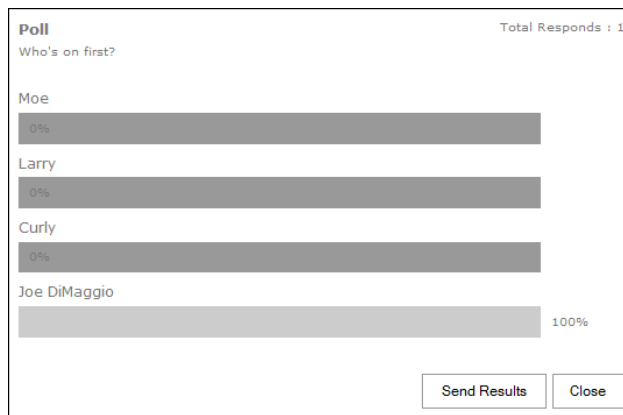 Poll
Total Responds : 1
Who's on first?
Moe
0%
Larry
0%
Curly
0%
Joe DiMaggio
100%
Send Results
Close